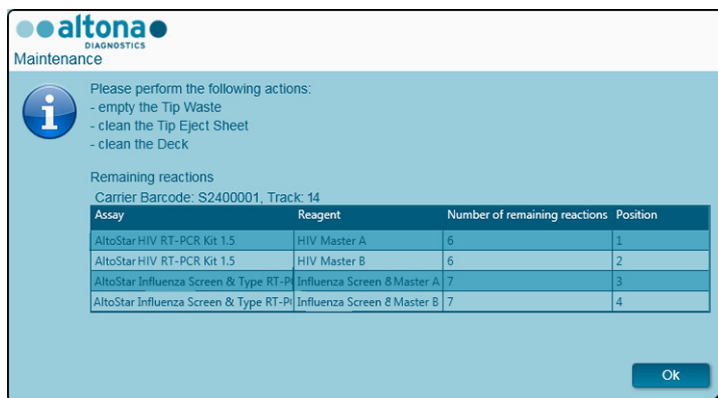 altona
DIAGNOSTICS
Maintenance
Please perform the following actions:
- empty the Tip Waste
- clean the Tip Eject Sheet
- clean the Deck
Remaining reactions
Carrier Barcode: S2400001, Track: 14
Assay Reagent Number of remaining reactions Position
AltoStar HIV RT-PCR Kit 1.5 HIV Master A 6 1
AltoStar HIV RT-PCR Kit 1.5 HIV Master B 6 2
AltoStar Influenza Screen & Type RT-P Influenza Screen & Master A 7 3
AltoStar Influenza Screen & Type RT-P Influenza Screen & Master B 7 4
Ok